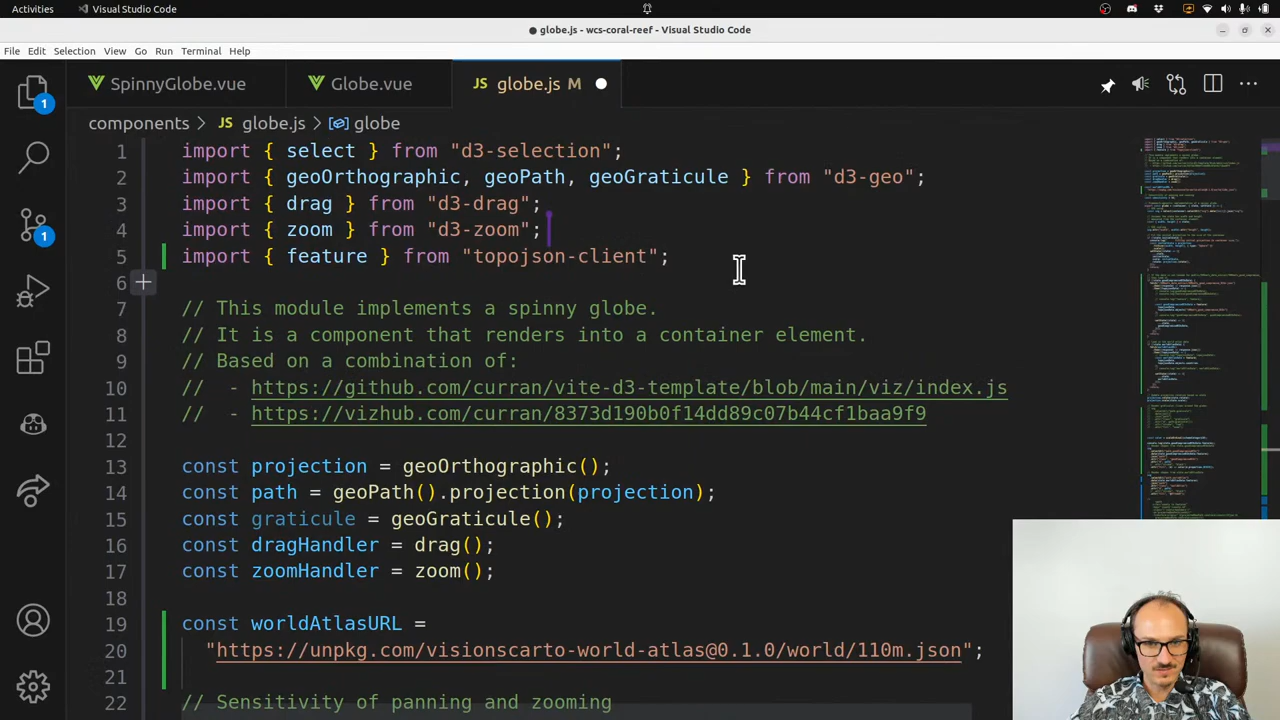 Activities Visual Studio Code
globe.js - wcs-coral-reef - Visual Studio Code
File Edit Selection View Go Run Terminal Help
SpinnyGlobe.vue Globe.vue JS globe.js M
components > JS globe.js > globe
1 import { select } from "d3-selection";
2 import { geoOrthographic, geoPath, geoGraticule } from "d3-geo";
3 import { drag } from "d3-drag";
4 import { zoom } from "d3-zoom";
5 import { feature } from "topojson-client";
6
7 // This module implements a spinny globe.
8 // It is a component that renders into a container element.
9 // Based on a combination of:
10 // - https://github.com/curran/vite-d3-template/blob/main/viz/index.js
11 // - https://vizhub.com/curran/
12
13 const projection = geoOrthographic();
14 const path = geoPath().projection(projection);
15 const graticule = geoGraticule();
16 const dragHandler = drag();
17 const zoomHandler = zoom();
18
19 const worldAtlasURL =
20 "https://unpkg.com/visionscarto-world-atlas@0.1.0/world/110m.json";
21
22 // Sensitivity of panning and zooming
1
1